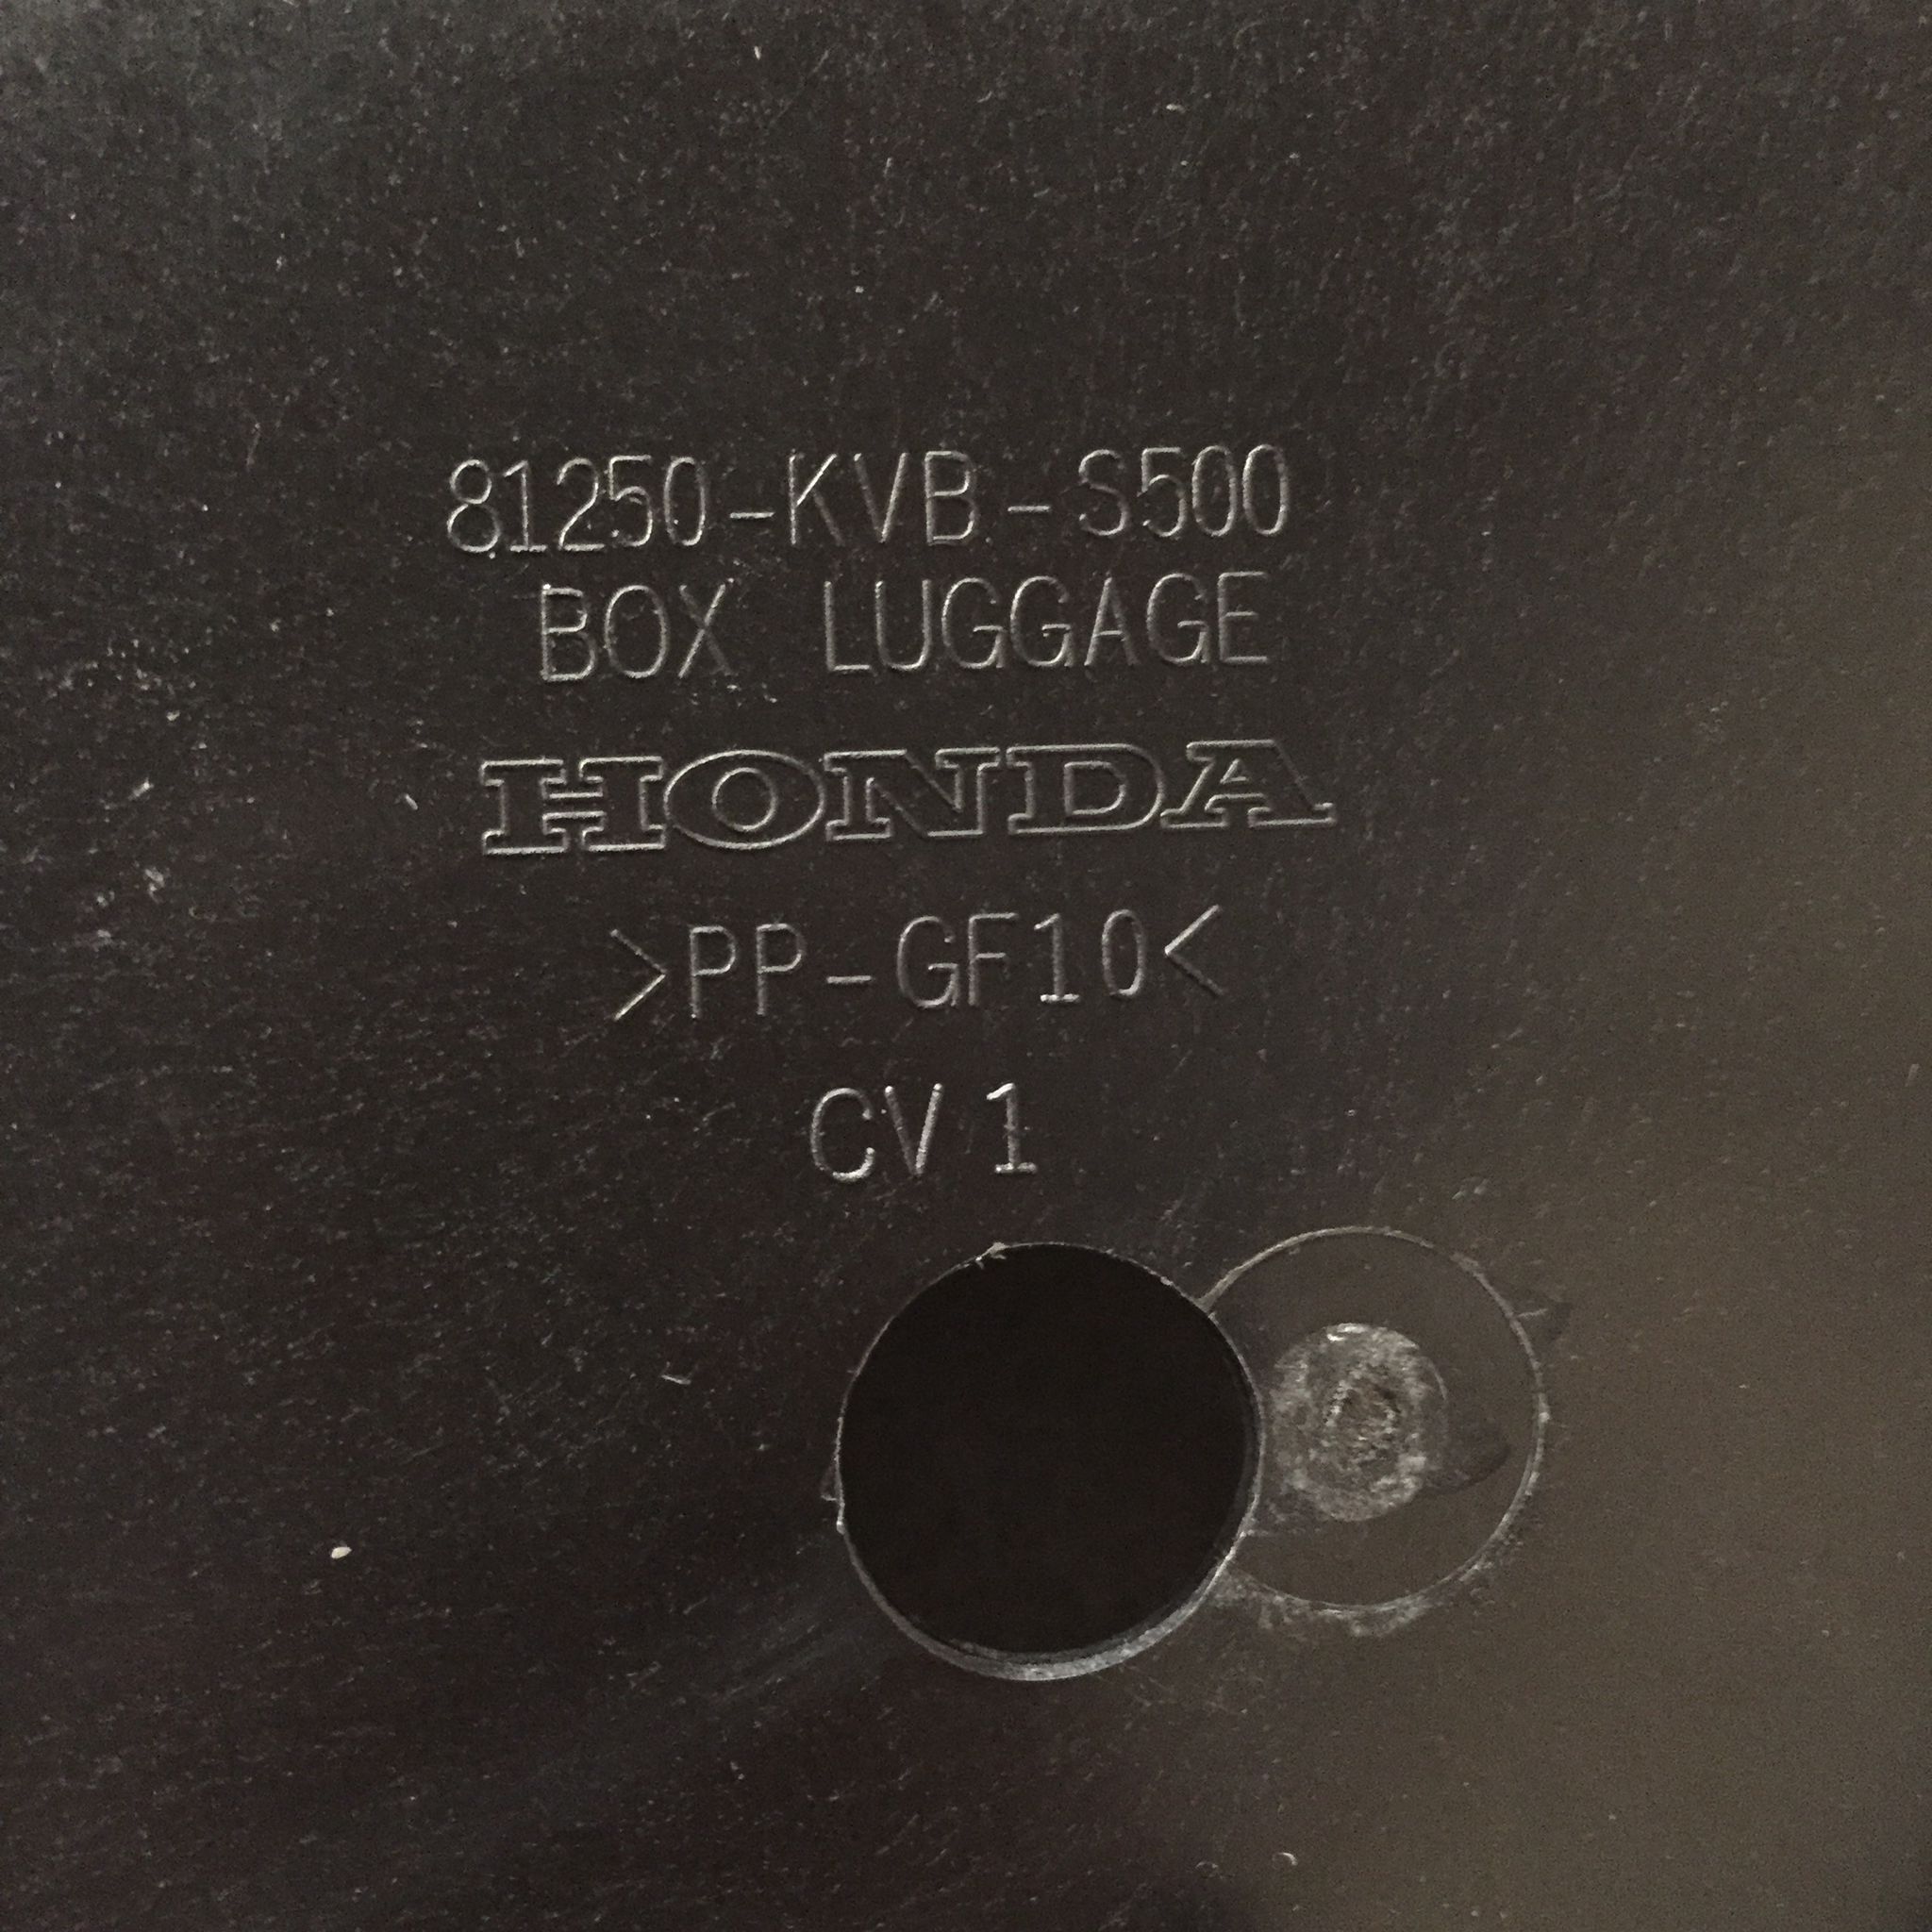 81250-KVB-S500
BOX LUGGAGE
HONDA
>PP-GF10<
CV1